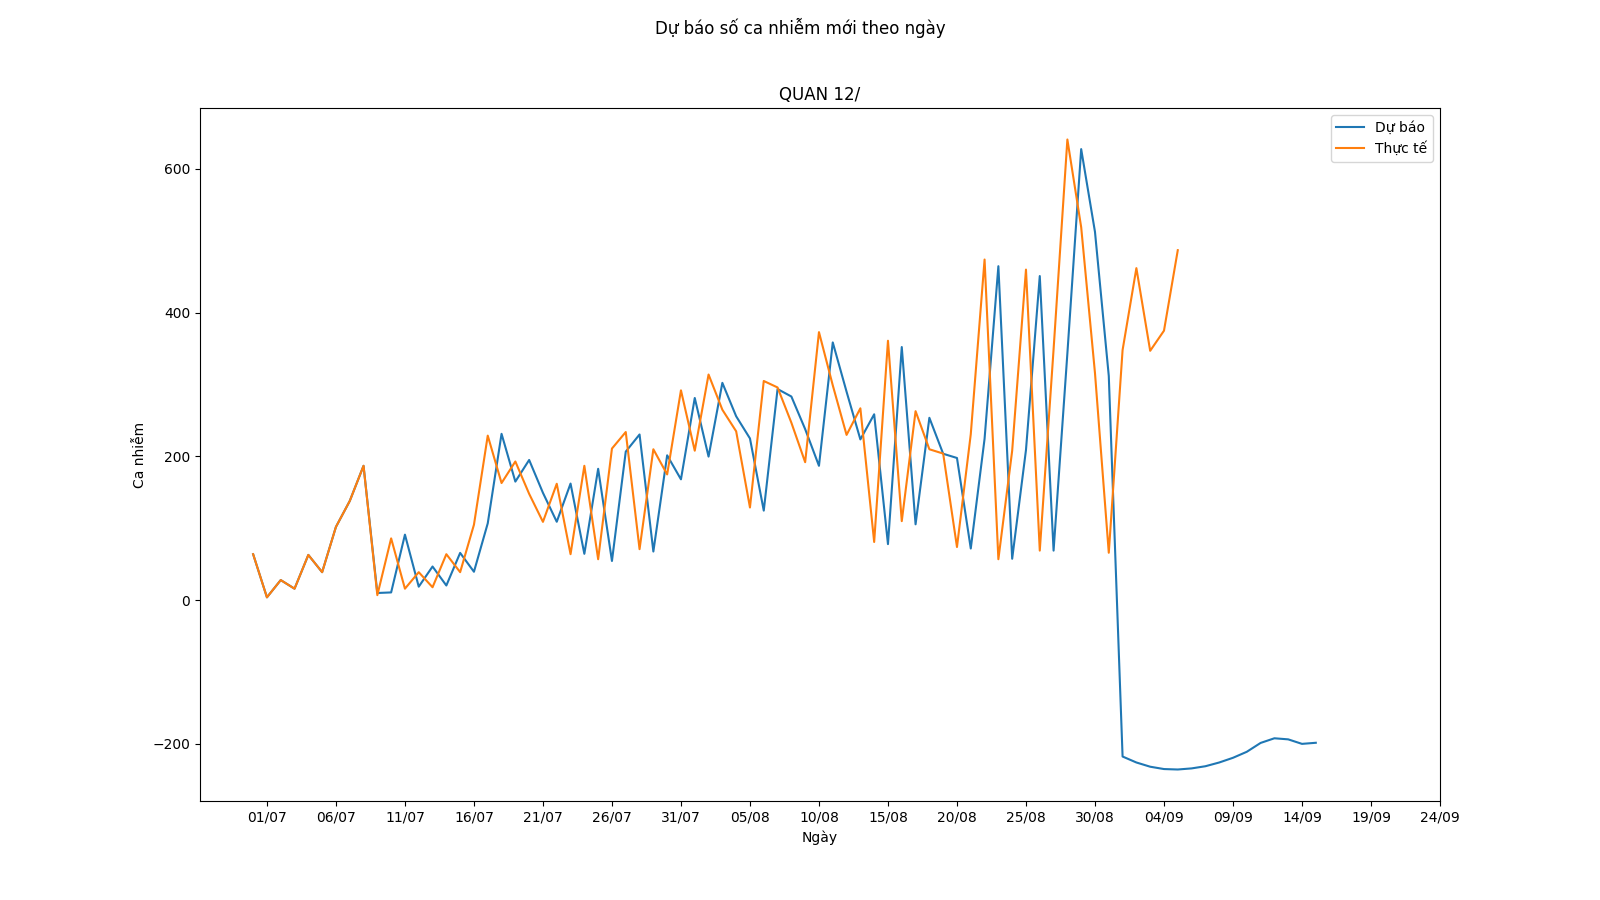 Dự báo số ca nhiễm mới theo ngày
QUAN 12/
Dự báo
Thực tế
600
400
200
0
−200
Ca nhiễm
01/07 06/07 11/07 16/07 21/07 26/07 31/07 05/08 10/08 15/08 20/08 25/08 30/08 04/09 09/09 14/09 19/09 24/09
Ngày